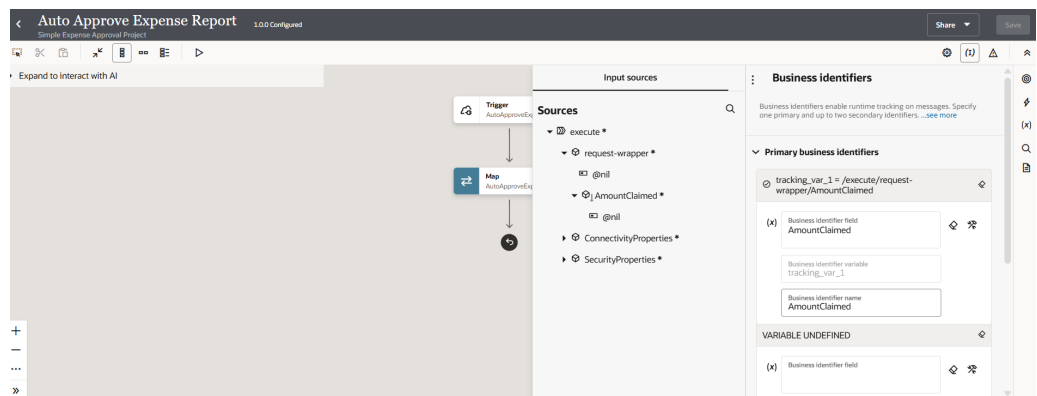 Auto Approve Expense Report 1.0.0 Configured
Simple Expense Approval Project
Share
Save
Expand to interact with AI
Trigger
AutoApproveExp
Map
AutoApproveExp
Input sources
Sources
execute *
request-wrapper *
@nil
AmountClaimed *
@nil
ConnectivityProperties *
SecurityProperties *
Business identifiers
Business identifiers enable runtime tracking on messages. Specify
one primary and up to two secondary identifiers. ...see more
Primary business identifiers
tracking_var_1 = /execute/request-
wrapper/AmountClaimed
(x)
Business identifier field
AmountClaimed
Business identifier variable
tracking_var_1
Business identifier name
AmountClaimed
VARIABLE UNDEFINED
(x)
Business identifier field
(x)